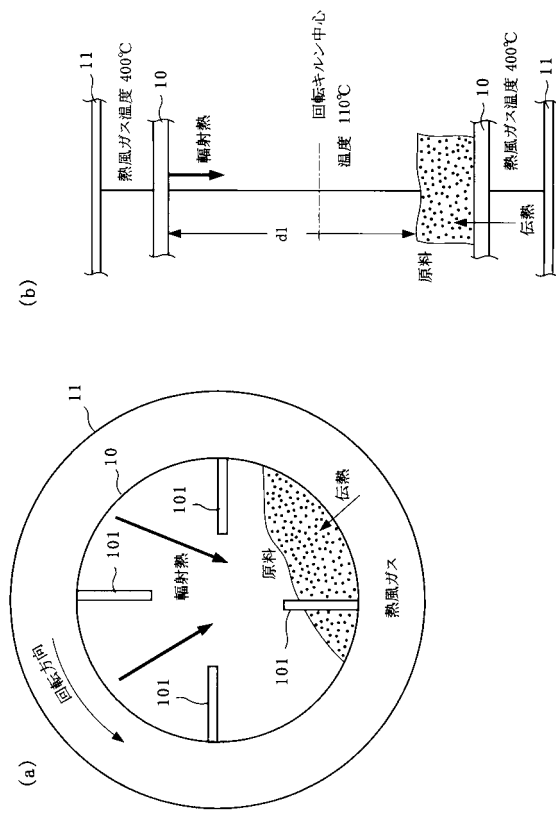 (a)
回転方向
11
10
101
101
輻射熱
101
原料
101
伝熱
熱風ガス
(b)
11
熱風ガス温度 400℃
10
輻射熱
d1
回転キルン中心
温度 110℃
原料
伝熱
10
熱風ガス温度 400℃
11